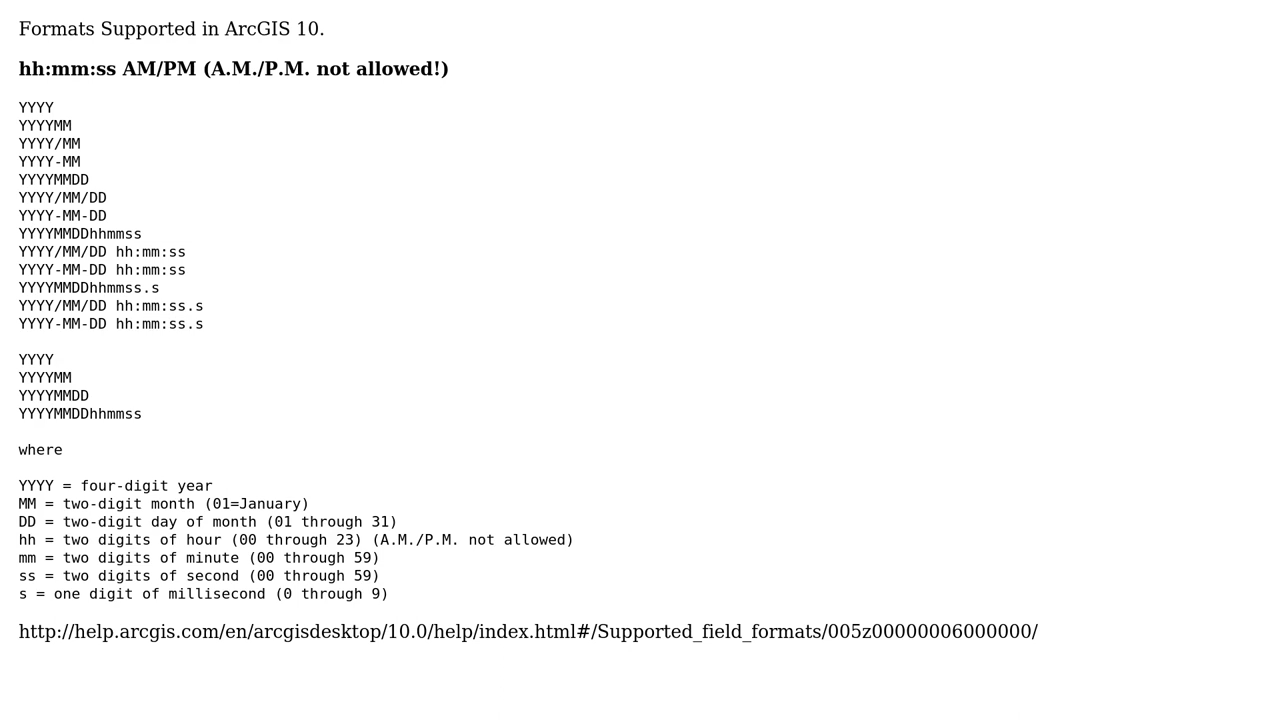 Formats Supported in ArcGIS 10.
hh:mm:ss AM/PM (A.M./P.M. not allowed!)
YYYY
YYYYMM
YYYY/MM
YYYY-MM
YYYYMMDD
YYYY/MM/DD
YYYY-MM-DD
YYYYMMDDhhmmss
YYYY/MM/DD hh:mm:ss
YYYY-MM-DD hh:mm:ss
YYYYMMDDhhmmss.s
YYYY/MM/DD hh:mm:ss.s
YYYY-MM-DD hh:mm:ss.s
YYYY
YYYYMM
YYYYMMDD
YYYYMMDDhhmmss
where
YYYY = four-digit year
MM = two-digit month (01=January)
DD = two-digit day of month (01 through 31)
hh = two digits of hour (00 through 23) (A.M./P.M. not allowed)
mm = two digits of minute (00 through 59)
ss = two digits of second (00 through 59)
s = one digit of millisecond (0 through 9)
http://help.arcgis.com/en/arcgisdesktop/10.0/help/index.html#/Supported_field_formats/005z00000006000000/